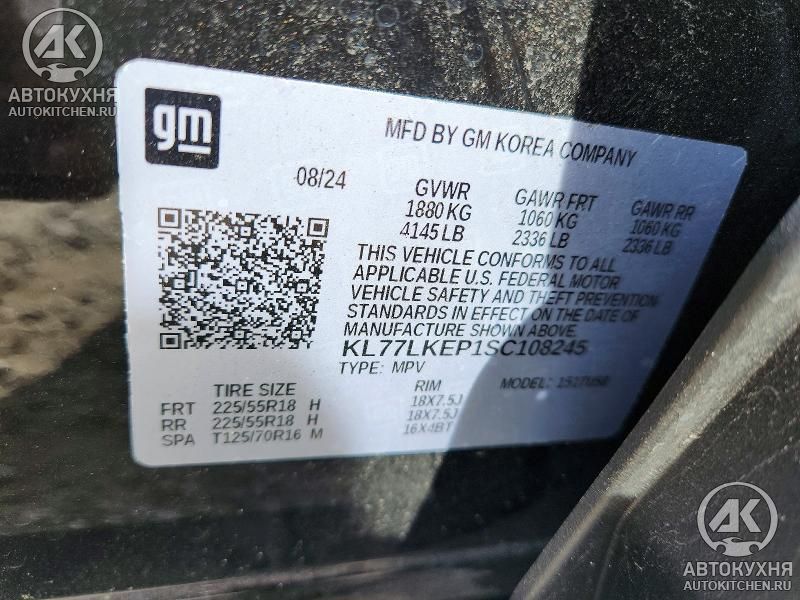 AK
АВТОКУХНЯ
AUTOKITCHEN.RU
gm
MFD BY GM KOREA COMPANY
08/24
GVWR GAWR FRT GAWR RR
1880 KG 1060 KG 1060 KG
4145 LB 2336 LB 2336 LB
THIS VEHICLE CONFORMS TO ALL
APPLICABLE U.S. FEDERAL MOTOR
VEHICLE SAFETY AND THEFT PREVENTION
STANDARDS IN EFFECT ON THE DATE OF
MANUFACTURE SHOWN ABOVE.
KL77LKEP1SC108245
TYPE: MPV MODEL:
TIRE SIZE RIM
FRT 225/55R18 H 18X7.5J
RR 225/55R18 H 18X7.5J
SPA T125/70R16 M 16X4BT
AK
АВТОКУХНЯ
AUTOKITCHEN.RU